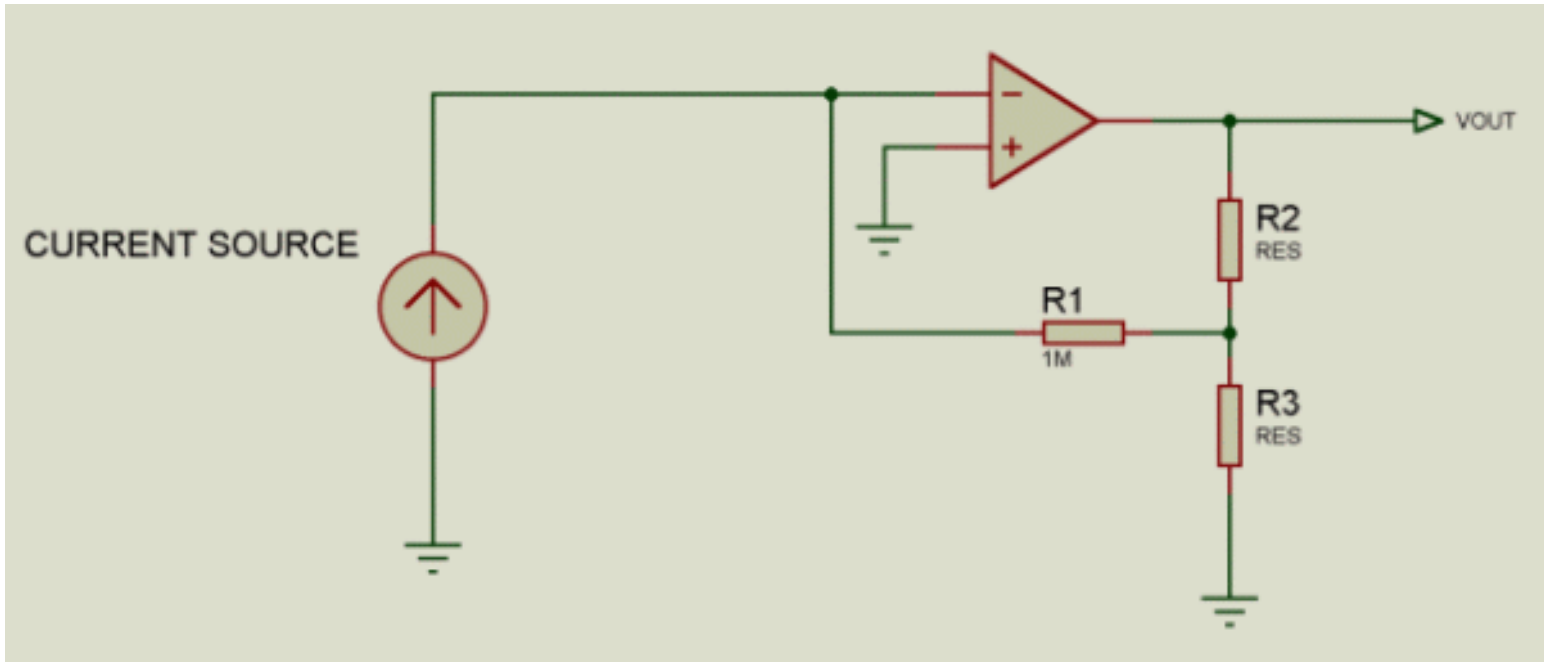 VOUT
R2
RES
CURRENT SOURCE
R1
1M
R3
RES